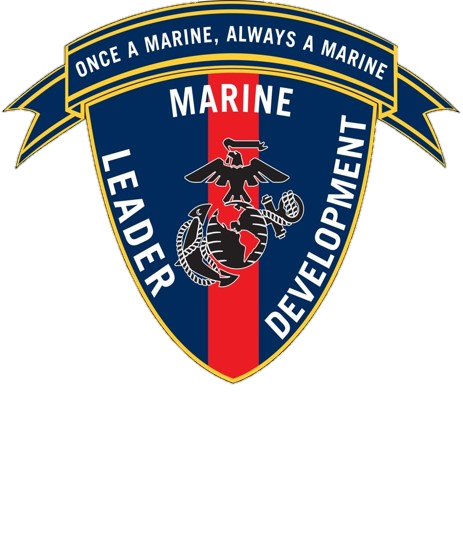 ONCE A MARINE, ALWAYS A MARINE
MARINE
LEADER
DEVELOPMENT